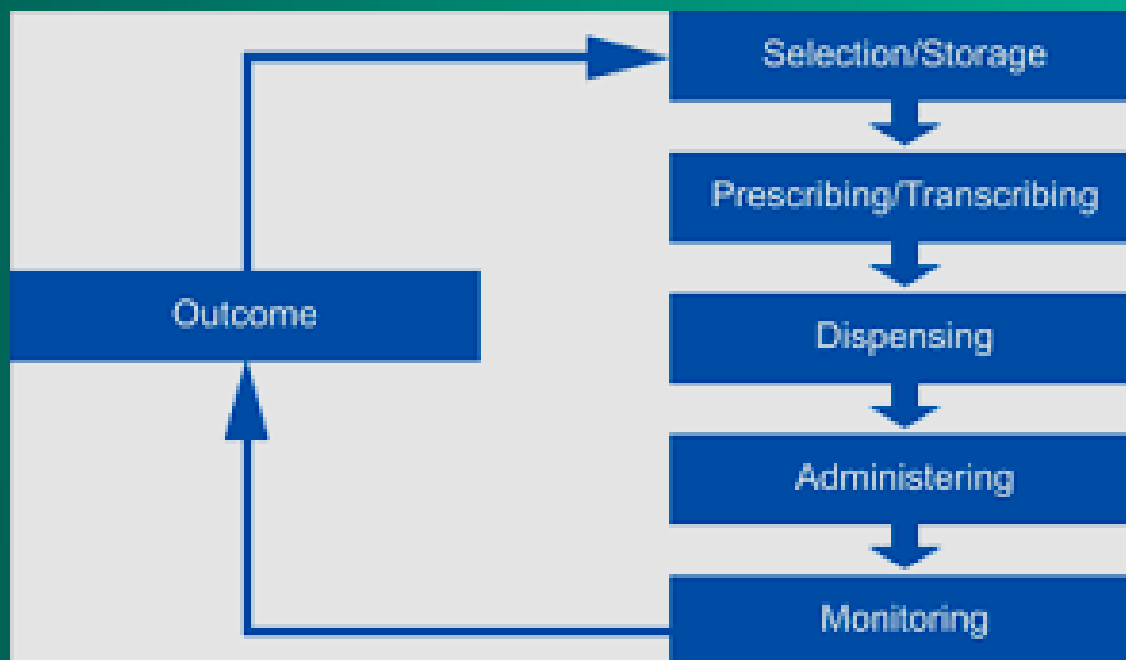 Selection/Storage
Prescribing/Transcribing
Dispensing
Administering
Monitoring
Outcome